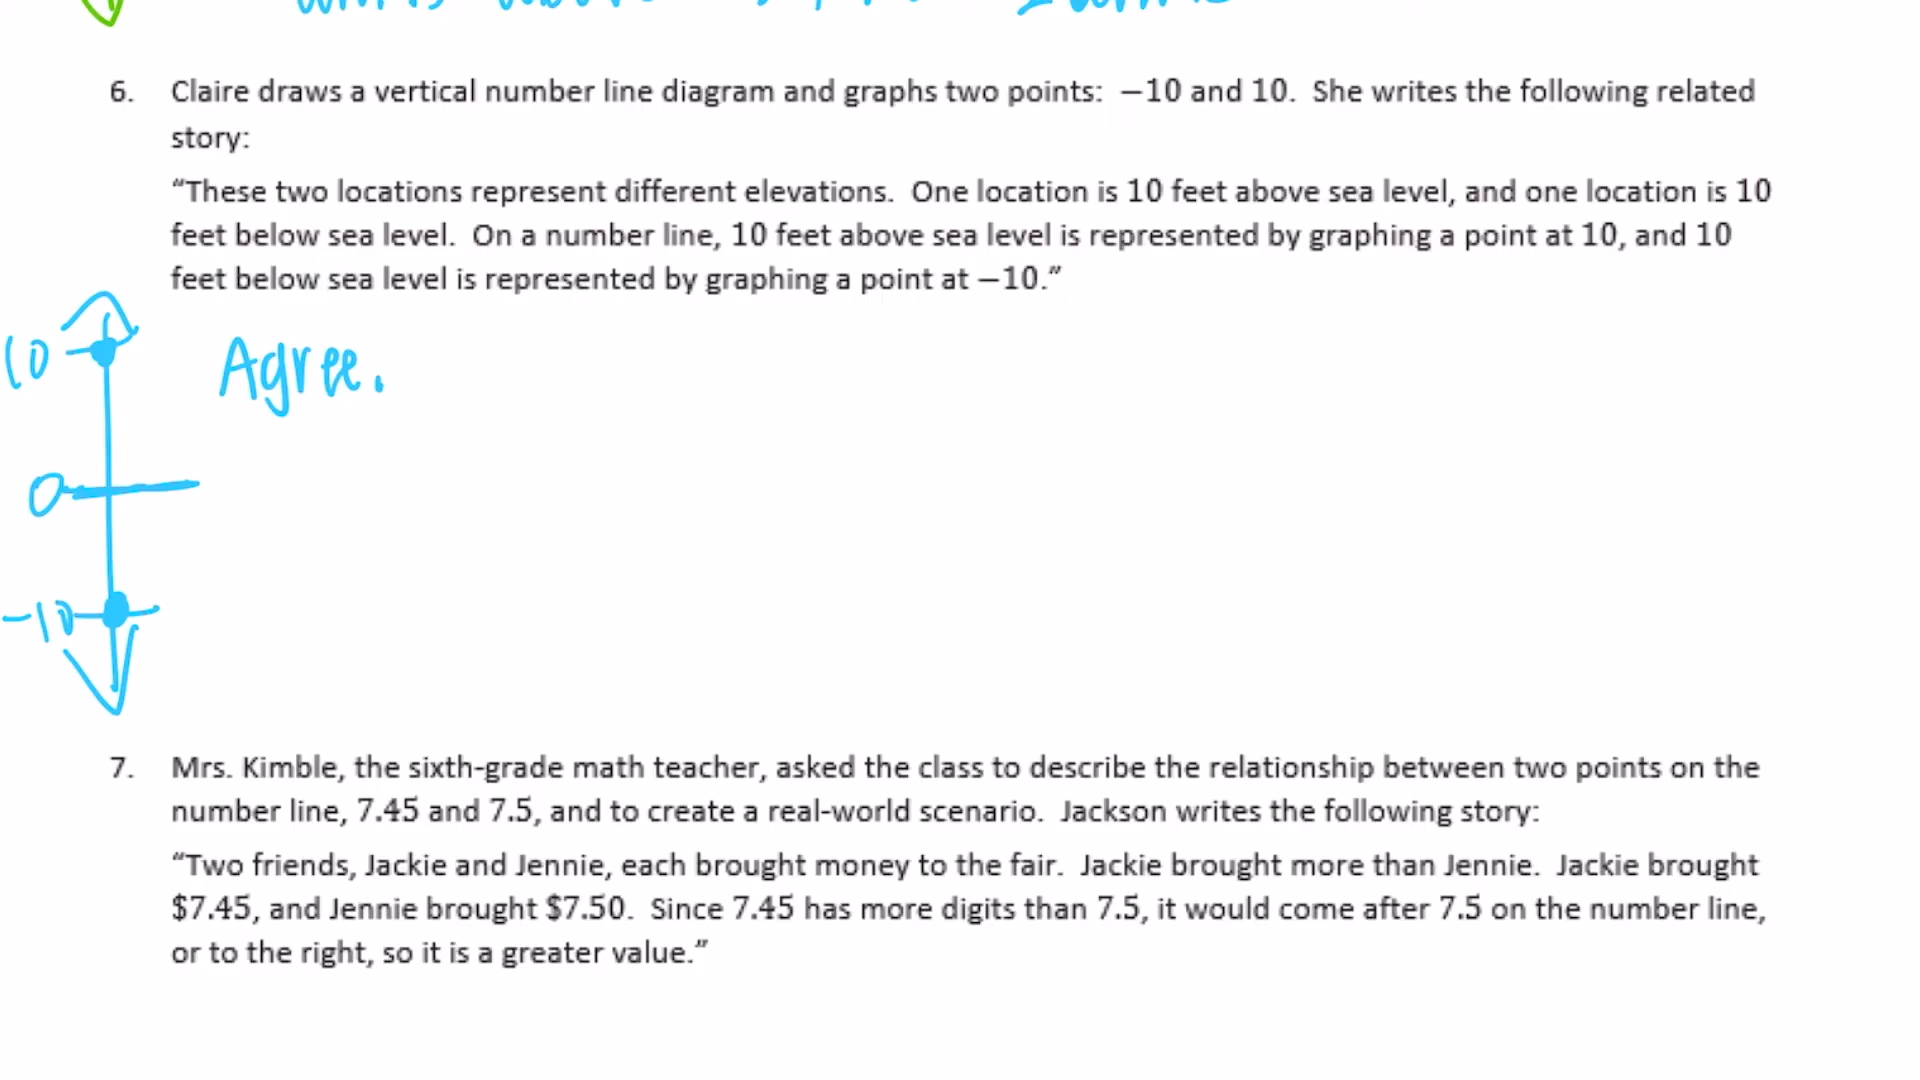 6. Claire draws a vertical number line diagram and graphs two points: −10 and 10. She writes the following related
story:
“These two locations represent different elevations. One location is 10 feet above sea level, and one location is 10
feet below sea level. On a number line, 10 feet above sea level is represented by graphing a point at 10, and 10
feet below sea level is represented by graphing a point at −10.”
10
Agree.
0
-10
7. Mrs. Kimble, the sixth-grade math teacher, asked the class to describe the relationship between two points on the
number line, 7.45 and 7.5, and to create a real-world scenario. Jackson writes the following story:
“Two friends, Jackie and Jennie, each brought money to the fair. Jackie brought more than Jennie. Jackie brought
$7.45, and Jennie brought $7.50. Since 7.45 has more digits than 7.5, it would come after 7.5 on the number line,
or to the right, so it is a greater value.”